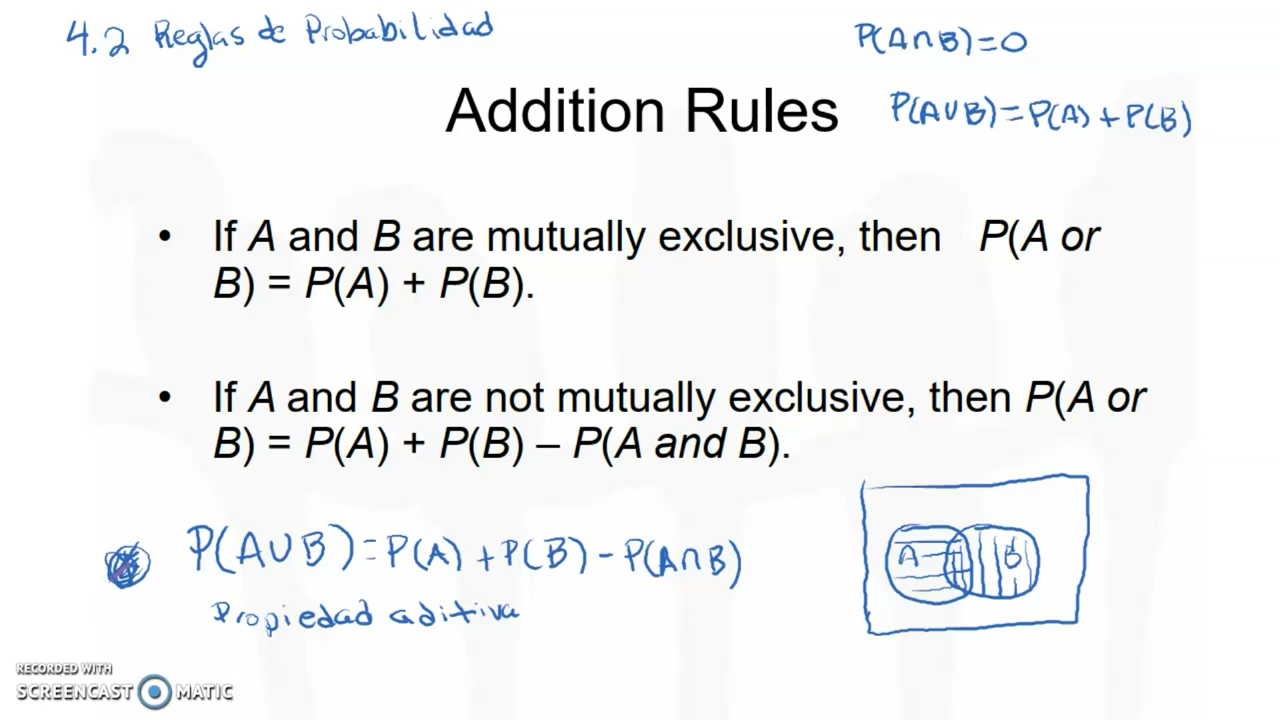 4.2 Reglas de Probabilidad
P(A∩B)=0
Addition Rules
P(A∪B)=P(A)+P(B)
• If A and B are mutually exclusive, then P(A or
B) = P(A) + P(B).
• If A and B are not mutually exclusive, then P(A or
B) = P(A) + P(B) – P(A and B).
P(A∪B)=P(A)+P(B)-P(A∩B)
A B
Propiedad aditiva
RECORDED WITH
SCREENCAST MATIC